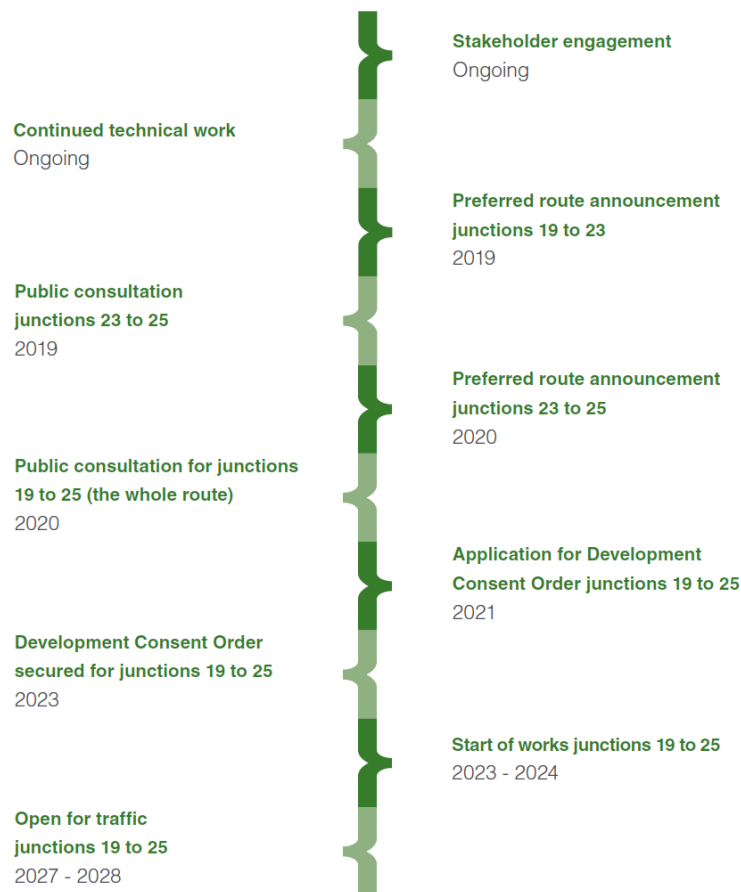 Stakeholder engagement
Ongoing
Continued technical work
Ongoing
Preferred route announcement
junctions 19 to 23
2019
Public consultation
junctions 23 to 25
2019
Preferred route announcement
junctions 23 to 25
2020
Public consultation for junctions
19 to 25 (the whole route)
2020
Application for Development
Consent Order junctions 19 to 25
2021
Development Consent Order
secured for junctions 19 to 25
2023
Start of works junctions 19 to 25
2023 - 2024
Open for traffic
junctions 19 to 25
2027 - 2028